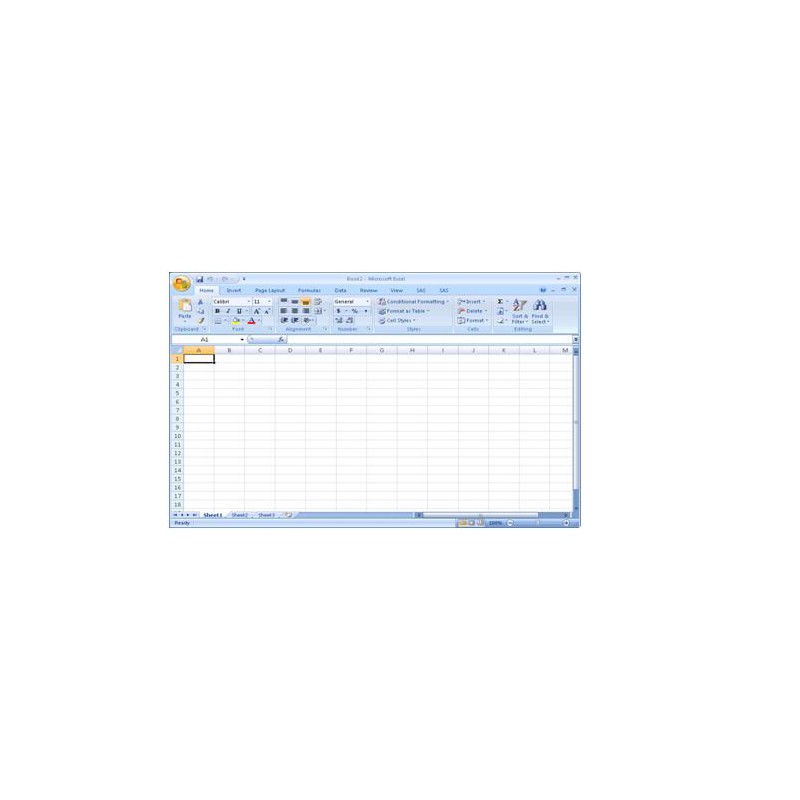 Book2 - Microsoft Excel
Home Insert Page Layout Formulas Data Review View SAS SAS
Paste Calibri 11 General Conditional Formatting Insert Σ
B I U A A $ % , Format as Table Delete Sort & Find &
A Cell Styles Format Filter Select
Clipboard Font Alignment Number Styles Cells Editing
A1 fx
A B C D E F G H I J K L M
1
2
3
4
5
6
7
8
9
10
11
12
13
14
15
16
17
18
Sheet1 Sheet2 Sheet3
Ready 100%